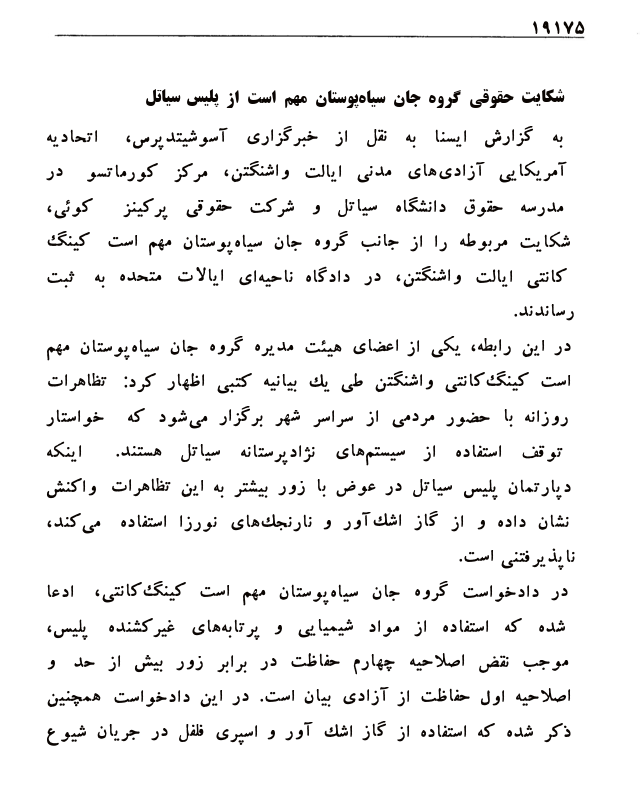 ۱۹۱۷۵
شکایت حقوقی گروه جان سیاه‌پوستان مهم است از پلیس سیاتل
به گزارش ایسنا به نقل از خبرگزاری آسوشیتدپرس، اتحادیه
آمریکایی آزادی‌های مدنی ایالت واشنگتن، مرکز کورماتسو در
مدرسه حقوق دانشگاه سیاتل و شرکت حقوقی پرکینز کوئی،
شکایت مربوطه را از جانب گروه جان سیاه‌پوستان مهم است کینگ
کانتی ایالت واشنگتن، در دادگاه ناحیه‌ای ایالات متحده به ثبت
رساندند.
در این رابطه، یکی از اعضای هیئت مدیره گروه جان سیاه‌پوستان مهم
است کینگ‌کانتی واشنگتن طی یك بیانیه کتبی اظهار کرد: تظاهرات
روزانه با حضور مردمی از سراسر شهر برگزار می‌شود که خواستار
توقف استفاده از سیستم‌های نژادپرستانه سیاتل هستند. اینکه
دپارتمان پلیس سیاتل در عوض با زور بیشتر به این تظاهرات واکنش
نشان داده و از گاز اشك‌آور و نارنجك‌های نورزا استفاده می‌کند،
ناپذیرفتنی است.
در دادخواست گروه جان سیاه‌پوستان مهم است کینگ‌کانتی، ادعا
شده که استفاده از مواد شیمیایی و پرتابه‌های غیرکشنده پلیس،
موجب نقض اصلاحیه چهارم حفاظت در برابر زور بیش از حد و
اصلاحیه اول حفاظت از آزادی بیان است. در این دادخواست همچنین
ذکر شده که استفاده از گاز اشك آور و اسپری فلفل در جریان شیوع